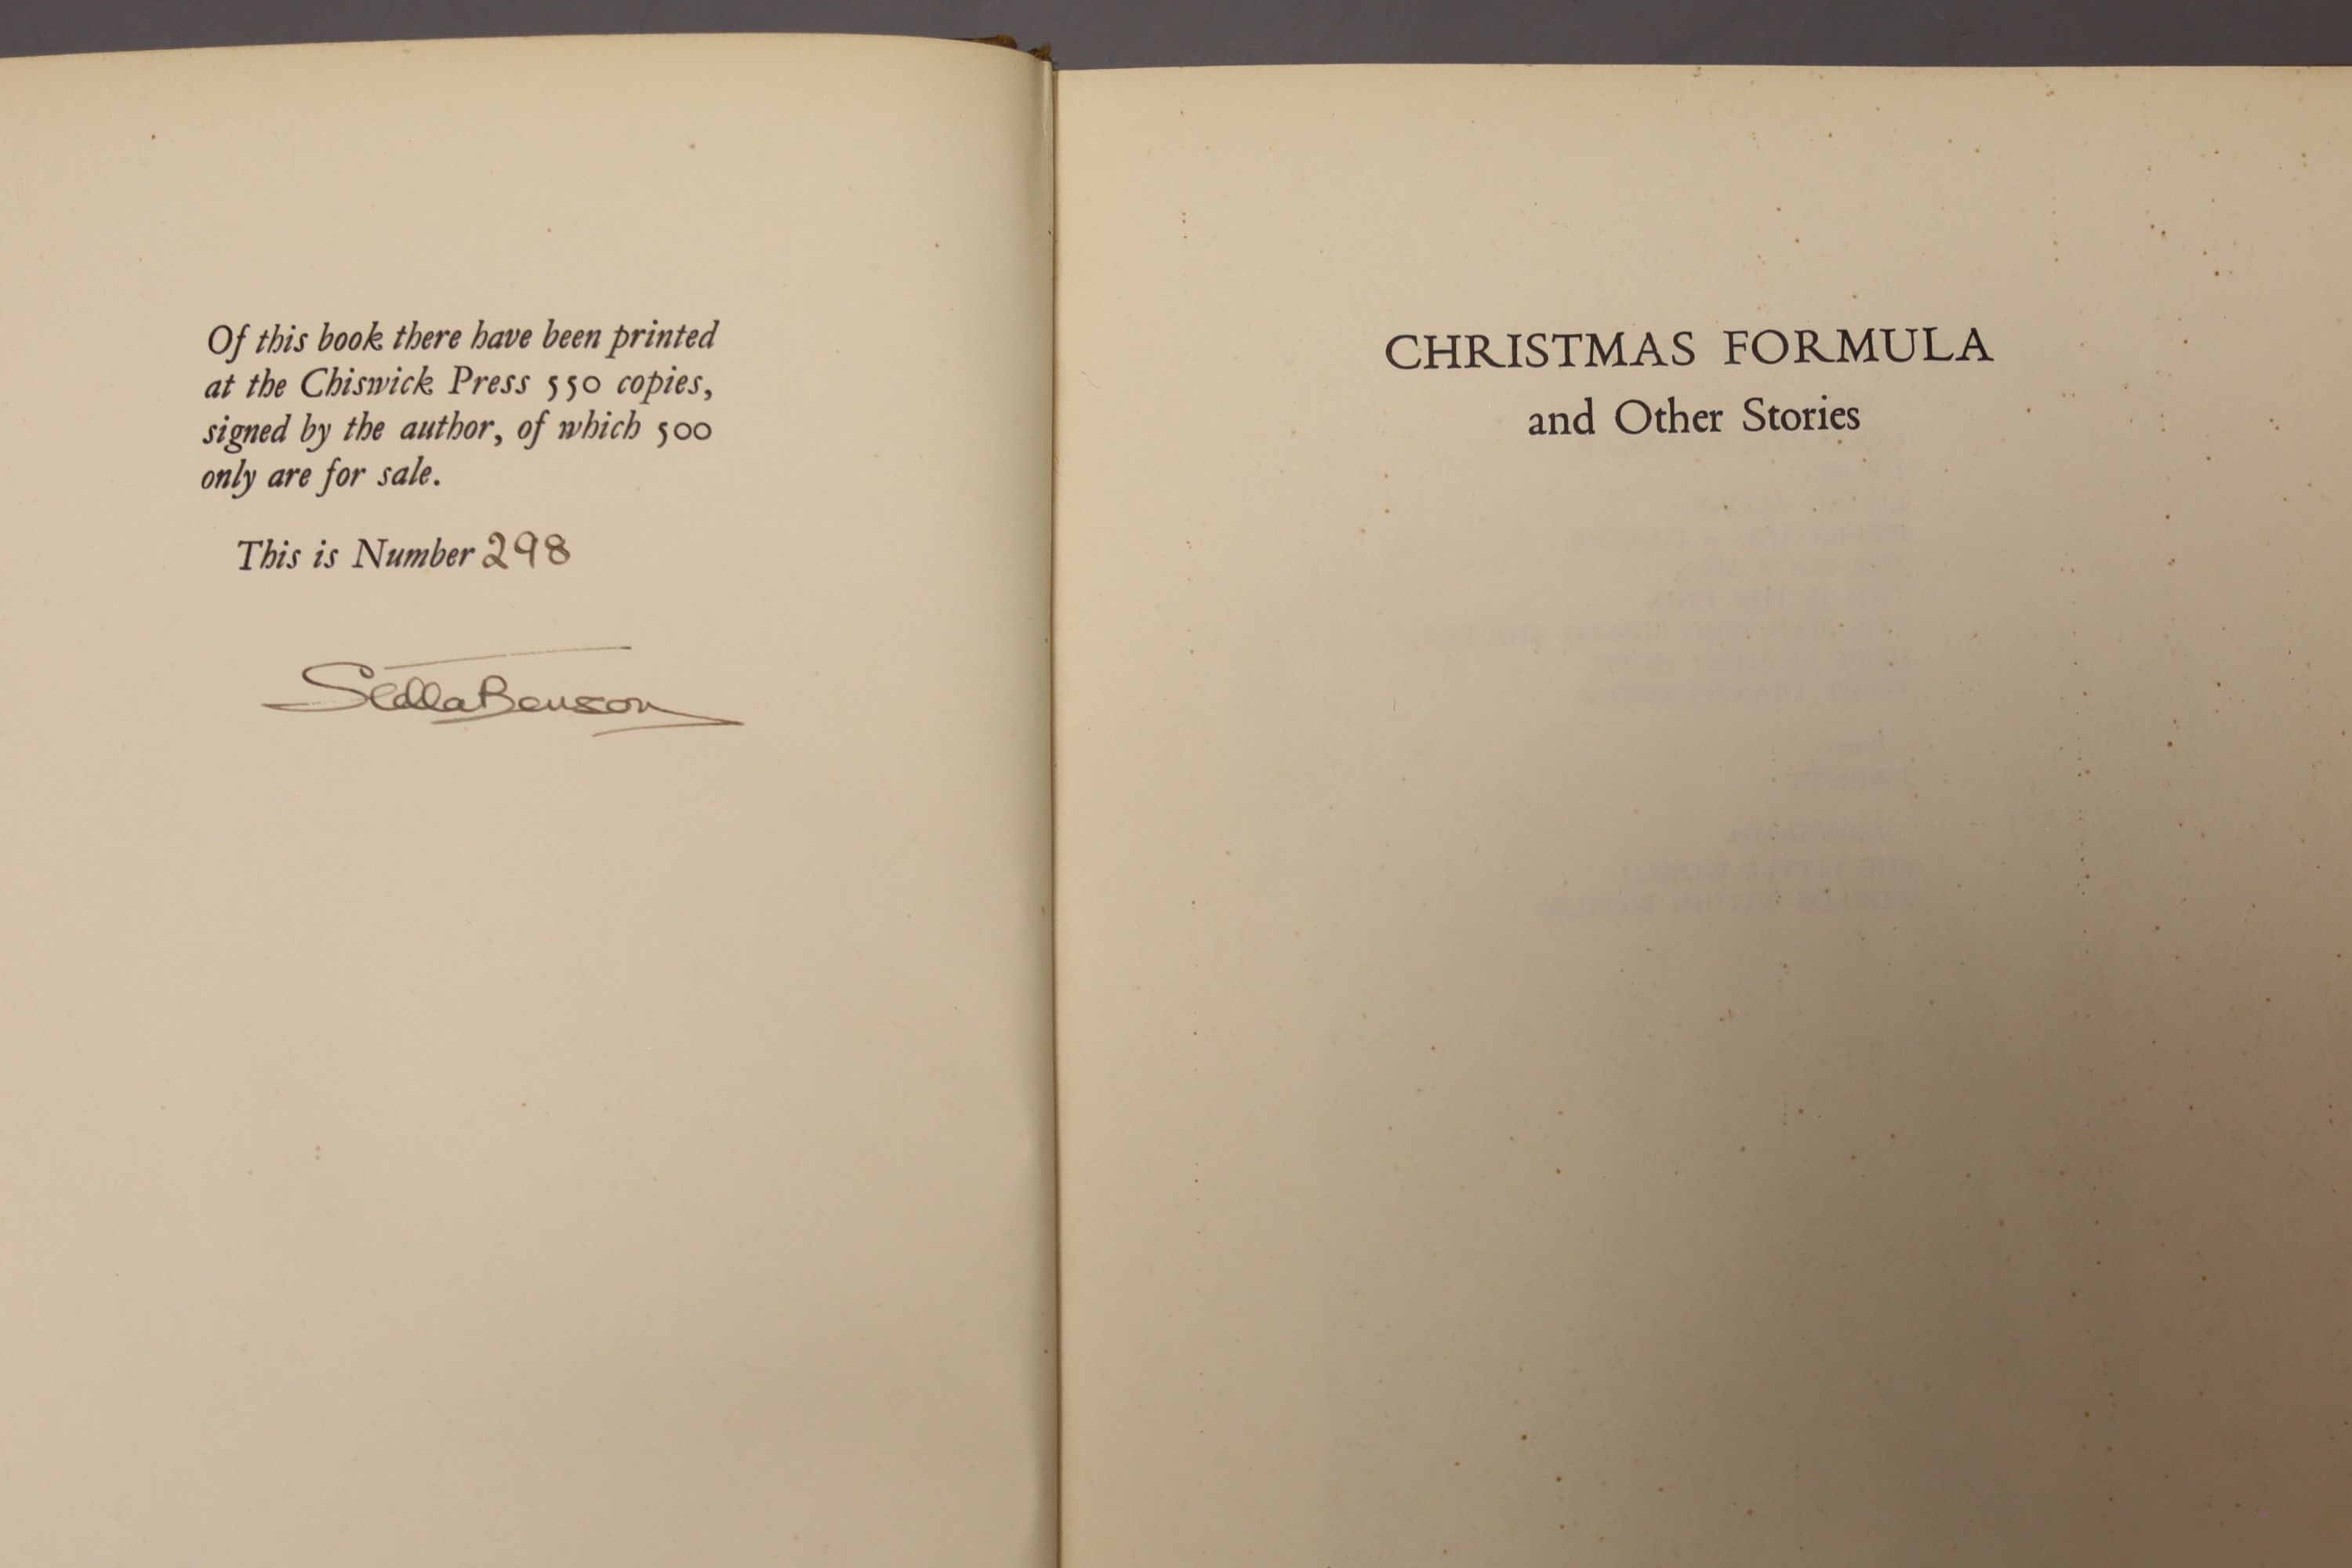 Of this book there have been printed
at the Chiswick Press 550 copies,
signed by the author, of which 500
only are for sale.
This is Number 298
Stella Benson
CHRISTMAS FORMULA
and Other Stories